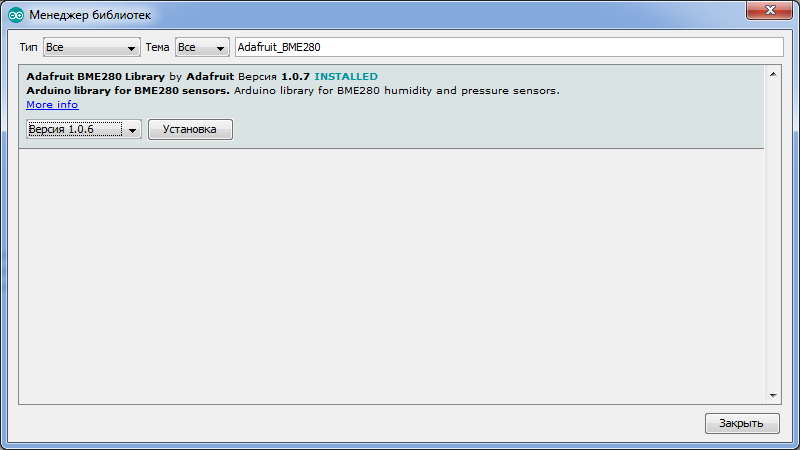 Менеджер библиотек
Тип Все Тема Все Adafruit_BME280
Adafruit BME280 Library by Adafruit Версия 1.0.7 INSTALLED
Arduino library for BME280 sensors. Arduino library for BME280 humidity and pressure sensors.
More info
Версия 1.0.6 Установка
Закрыть